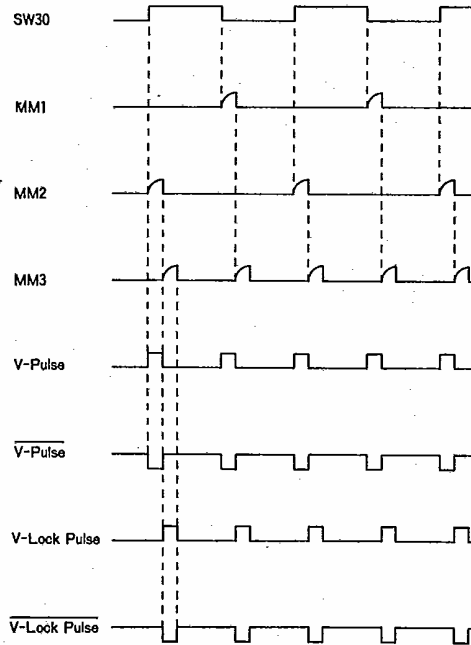 SW30
MM1
MM2
MM3
V-Pulse
V-Pulse
V-Lock Pulse
V-Lock Pulse